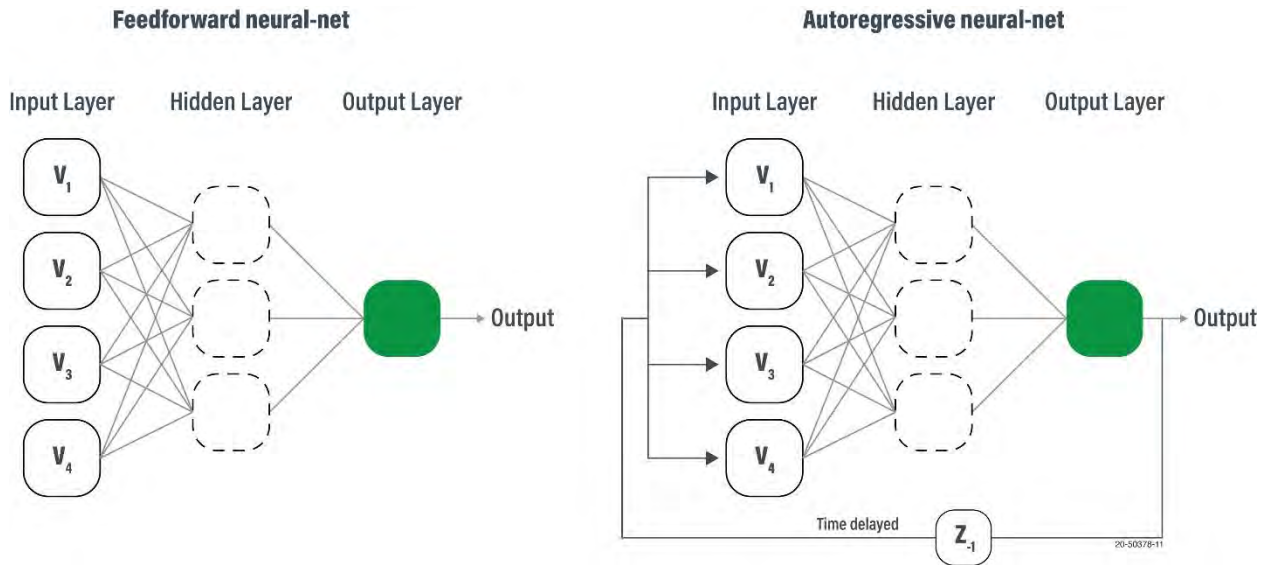 Feedforward neural-net
Input Layer Hidden Layer Output Layer
V1
V2
V3
V4
Output
Autoregressive neural-net
Input Layer Hidden Layer Output Layer
V1
V2
V3
V4
Output
Time delayed
Z-1
20-50378-11